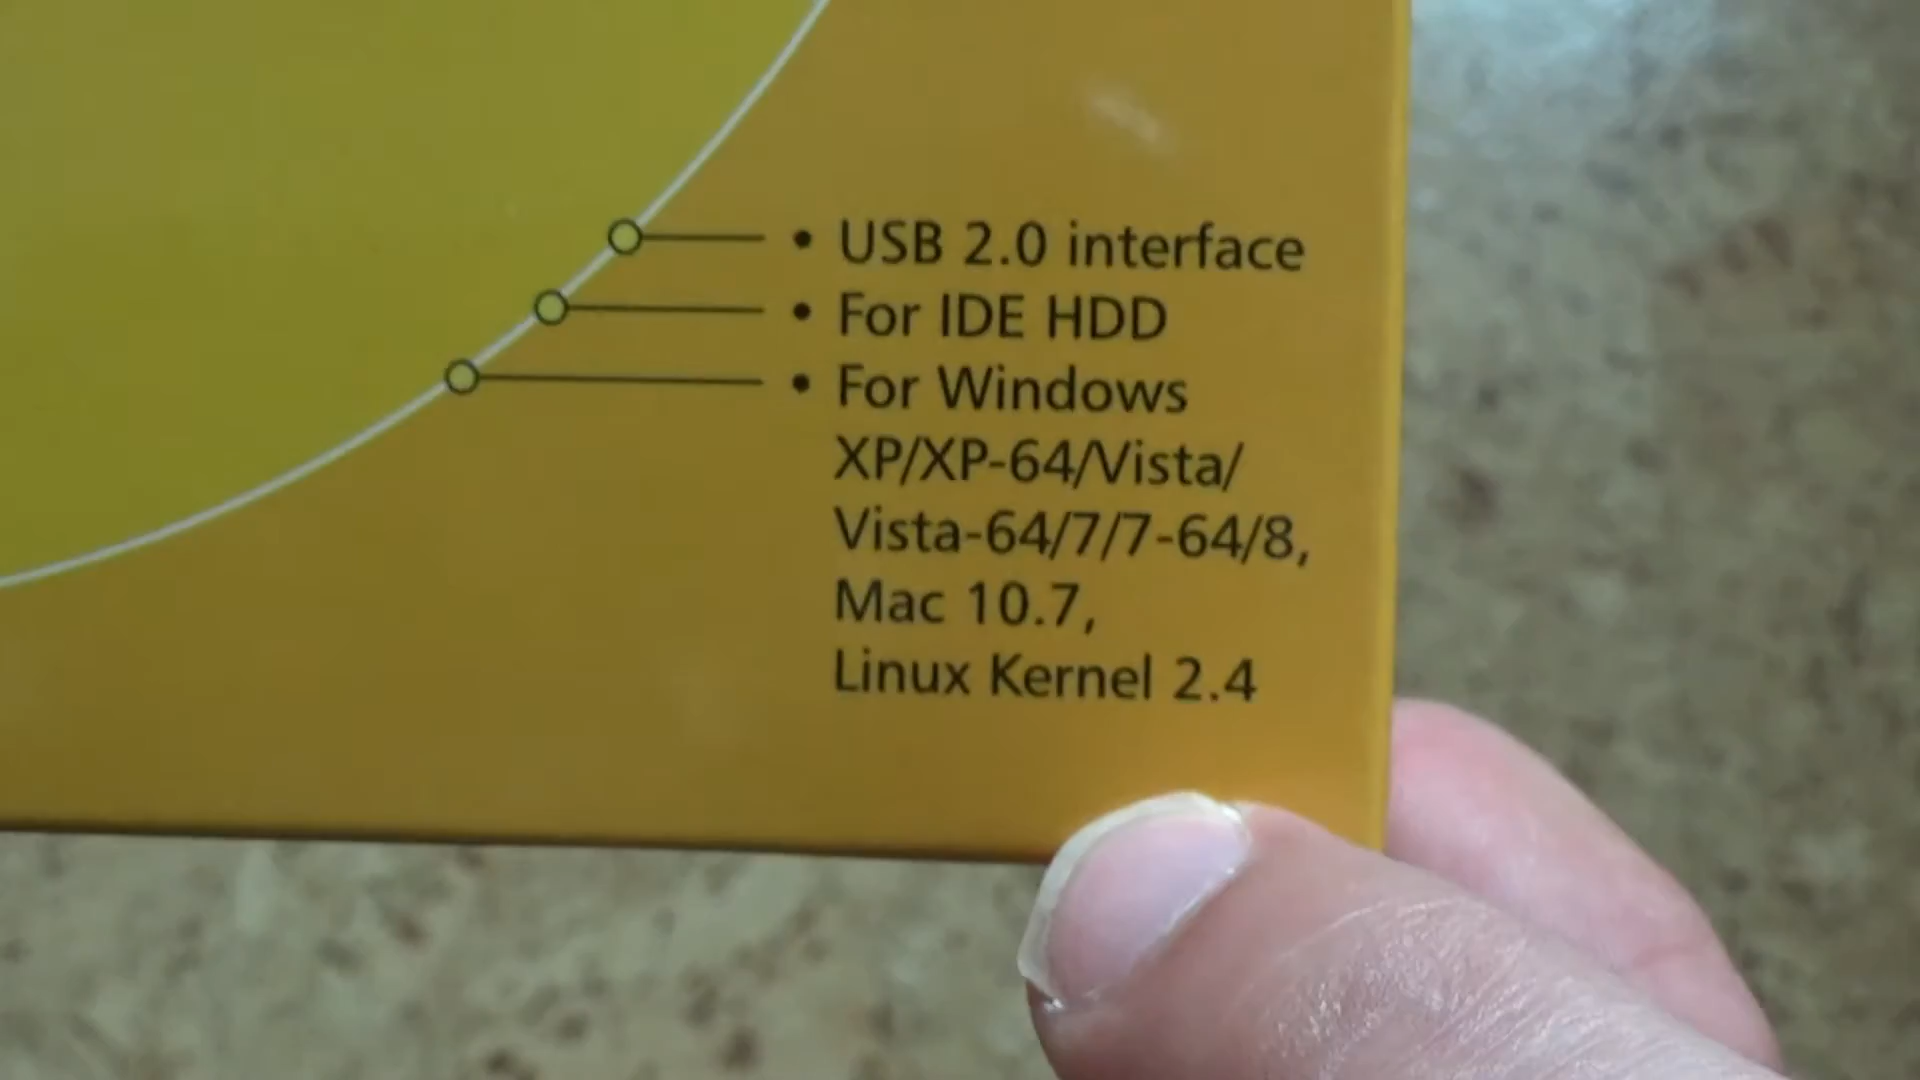 • USB 2.0 interface
• For IDE HDD
• For Windows
XP/XP-64/Vista/
Vista-64/7/7-64/8,
Mac 10.7,
Linux Kernel 2.4